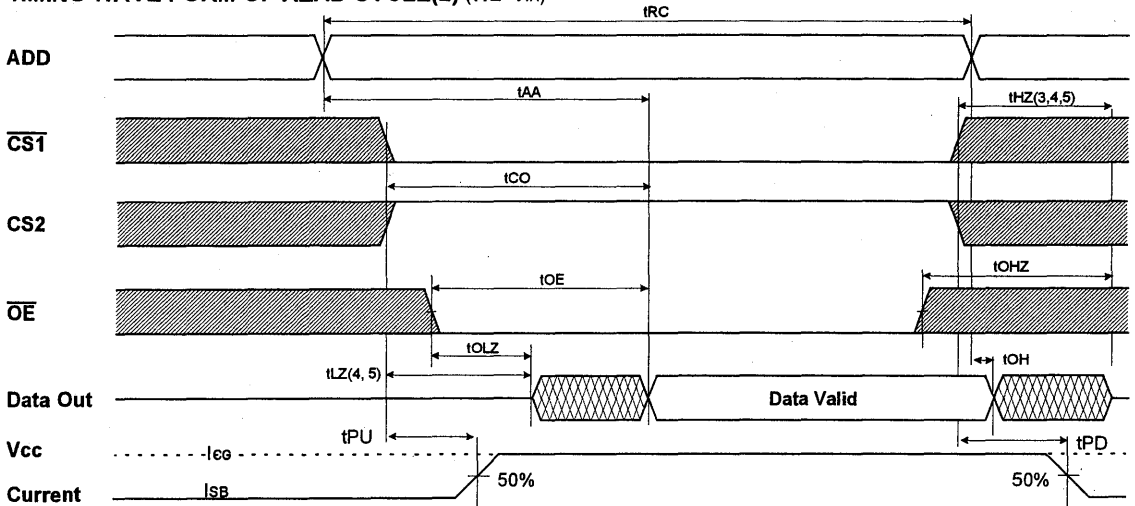 tRC
ADD
tAA
tHZ(3,4,5)
CS1
tCO
CS2
tOHZ
tOE
OE
tOLZ
tOH
tLZ(4, 5)
Data Out
Data Valid
tPU
tPD
Vcc
50%
50%
Current
ISB